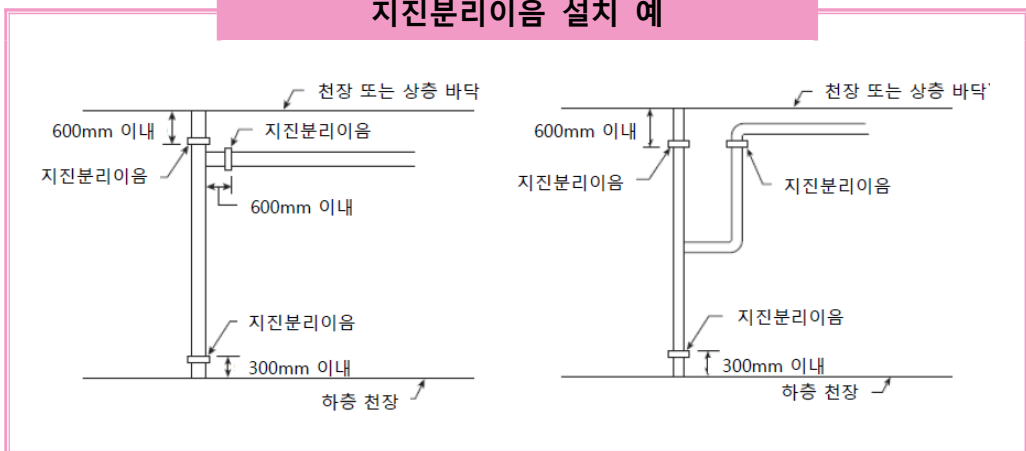 지진분리이음 설치 예
천장 또는 상층 바닥
600mm 이내
지진분리이음
지진분리이음
600mm 이내
지진분리이음
300mm 이내
하층 천장
천장 또는 상층 바닥
600mm 이내
지진분리이음
지진분리이음
지진분리이음
300mm 이내
하층 천장